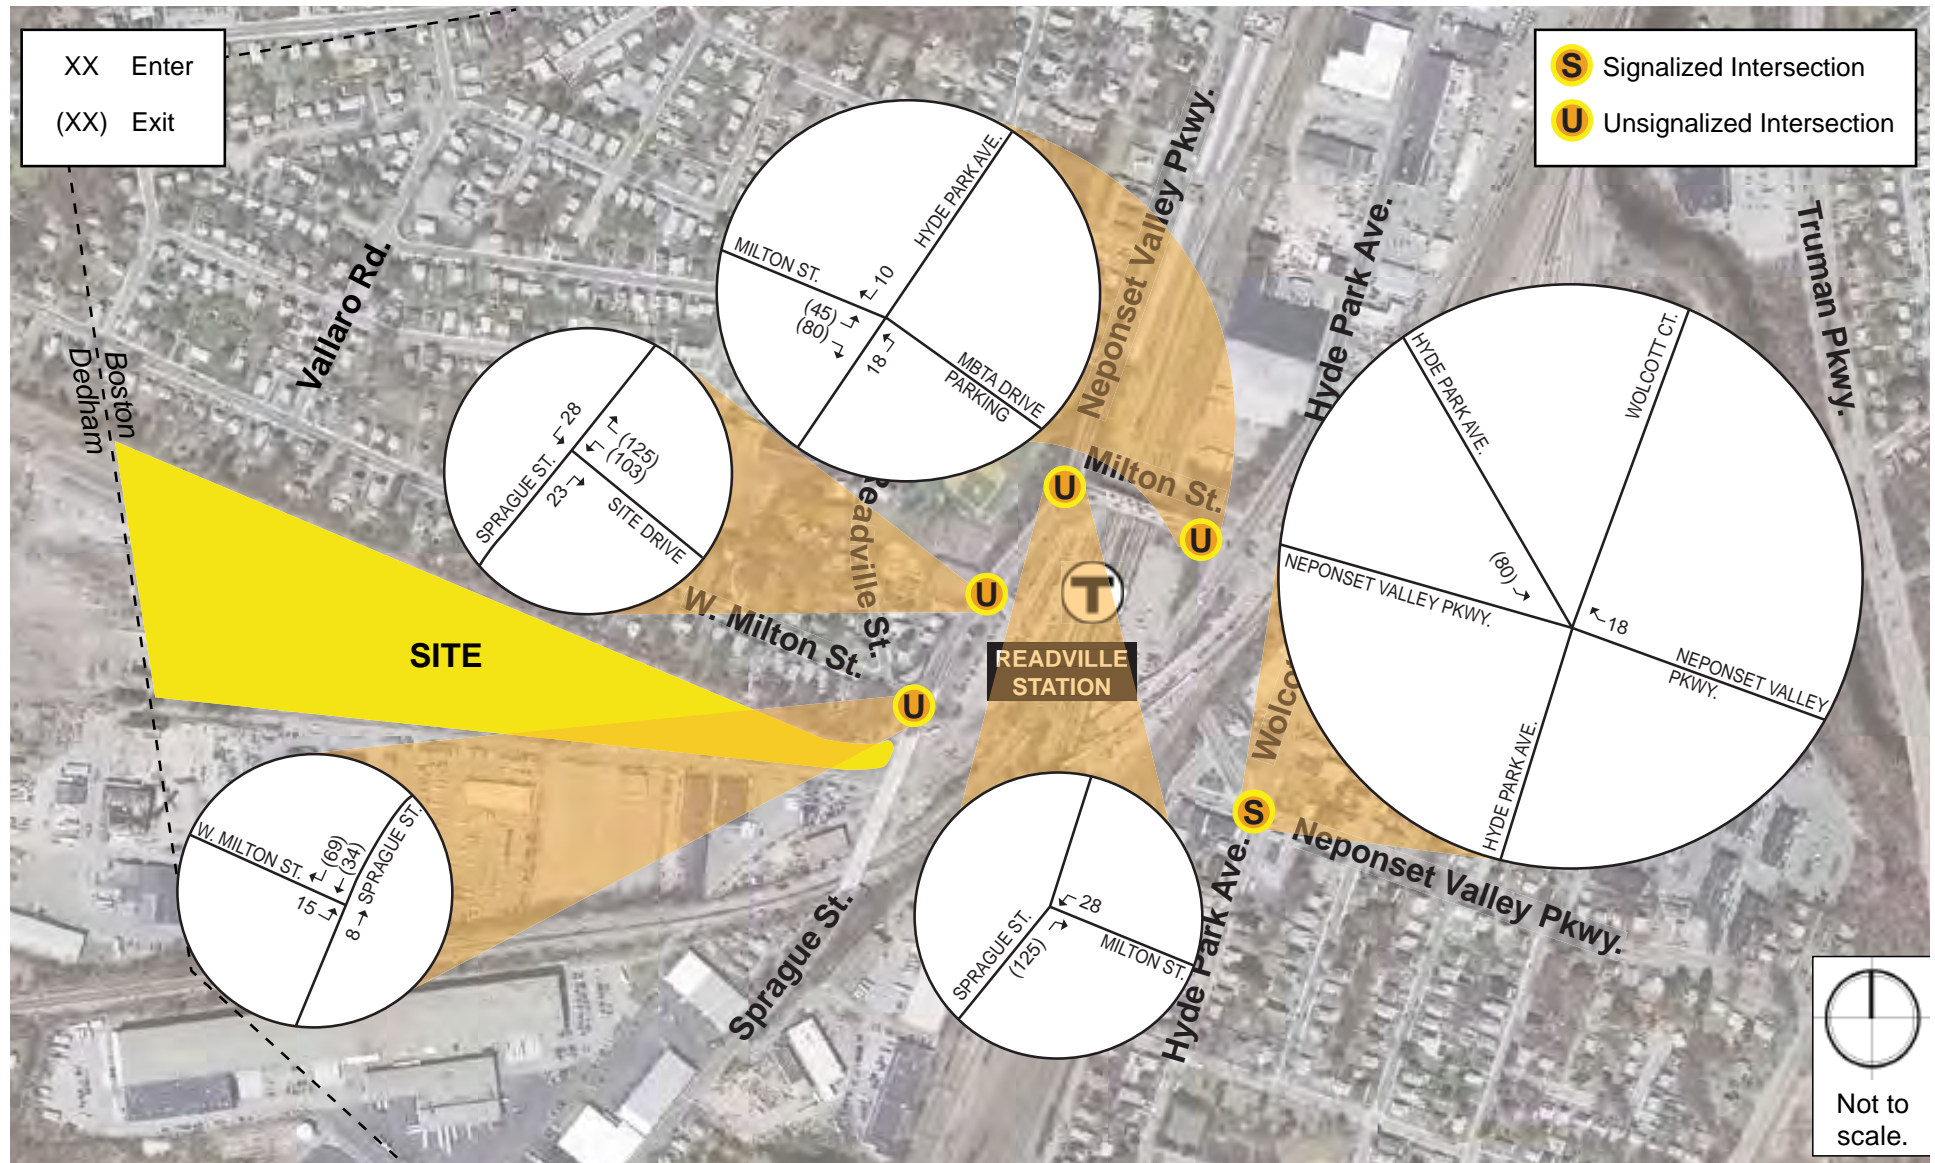 XX Enter
(XX) Exit
S Signalized Intersection
U Unsignalized Intersection
Boston
Dedham
Vallaro Rd.
Neponset Valley Pkwy.
Hyde Park Ave.
Truman Pkwy.
HYDE PARK AVE.
MILTON ST.
10
(45)
(80)
18
MBTA DRIVE
PARKING
28
(125)
(103)
SPRAGUE ST.
23
SITE DRIVE
HYDE PARK AVE.
WOLCOTT CT.
(80)
18
NEPONSET VALLEY PKWY.
NEPONSET VALLEY
PKWY.
HYDE PARK AVE.
Milton St.
U
U
U
U
S
T
READVILLE
STATION
Readville St.
W. Milton St.
SITE
Wolco
Neponset Valley Pkwy.
Hyde Park Ave.
Sprague St.
W. MILTON ST.
(69)
(34)
SPRAGUE ST.
15
8
28
SPRAGUE ST.
(125)
MILTON ST.
Not to
scale.